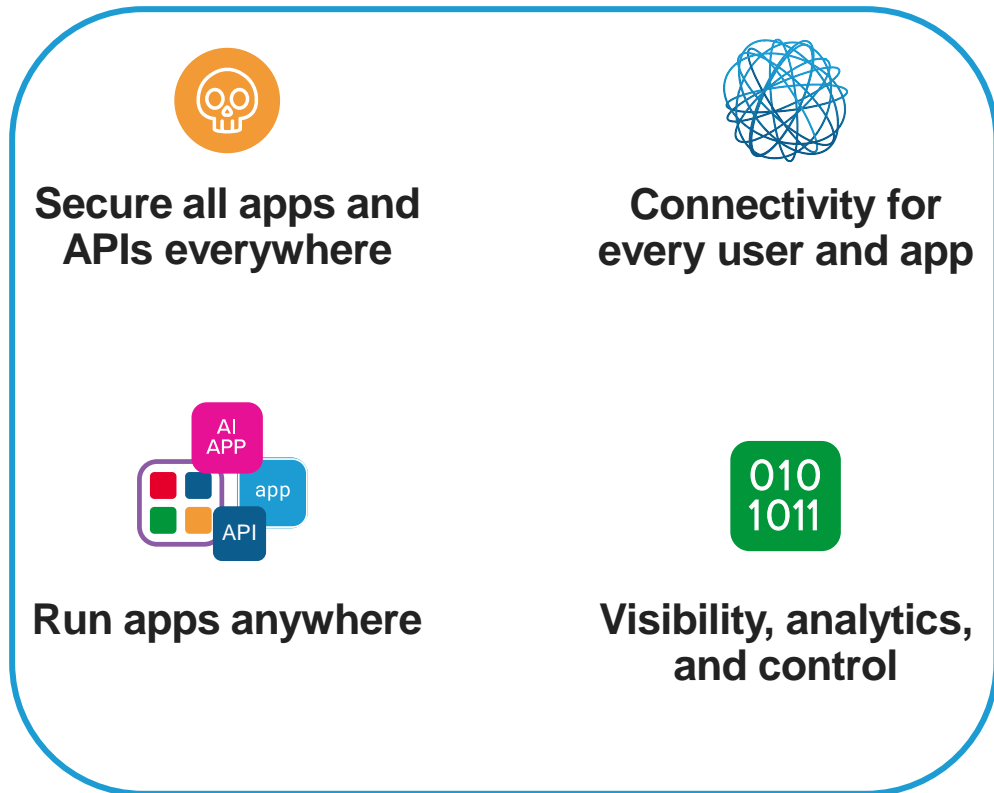 Secure all apps and
APIs everywhere
Connectivity for
every user and app
AI
APP
app
API
010
1011
Run apps anywhere
Visibility, analytics,
and control